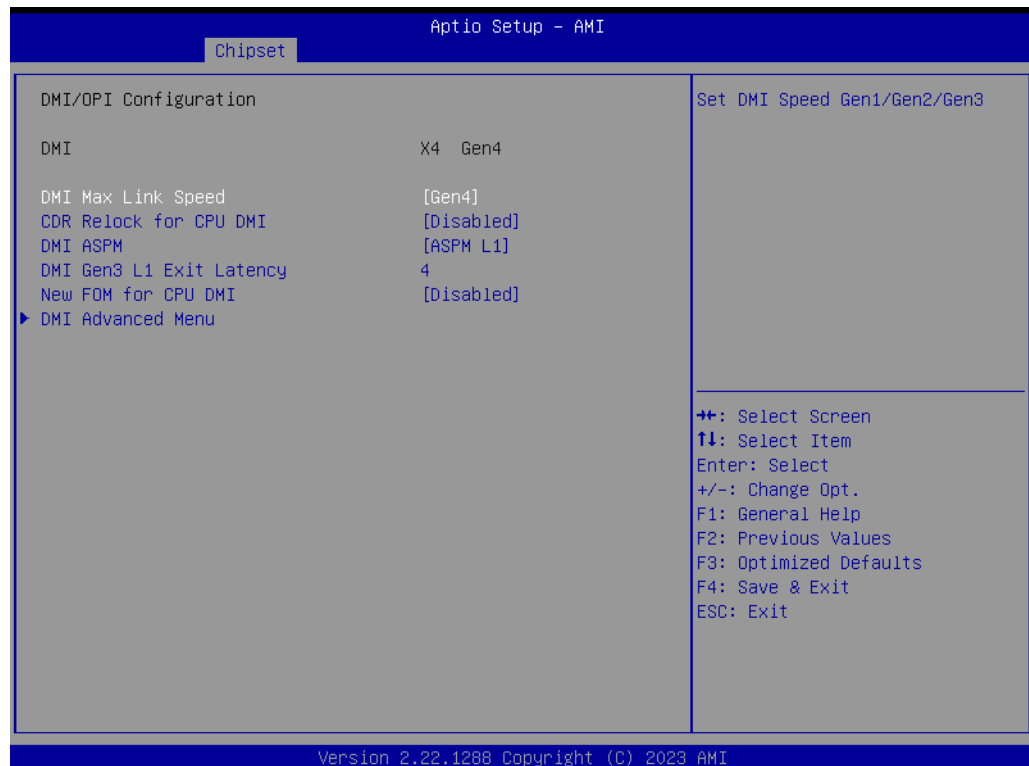 Aptio Setup – AMI
Chipset
DMI/OPI Configuration
DMI X4 Gen4
DMI Max Link Speed [Gen4]
CDR Relock for CPU DMI [Disabled]
DMI ASPM [ASPM L1]
DMI Gen3 L1 Exit Latency 4
New FOM for CPU DMI [Disabled]
DMI Advanced Menu
Set DMI Speed Gen1/Gen2/Gen3
→←: Select Screen
↑↓: Select Item
Enter: Select
+/-: Change Opt.
F1: General Help
F2: Previous Values
F3: Optimized Defaults
F4: Save & Exit
ESC: Exit
Version 2.22.1288 Copyright (C) 2023 AMI